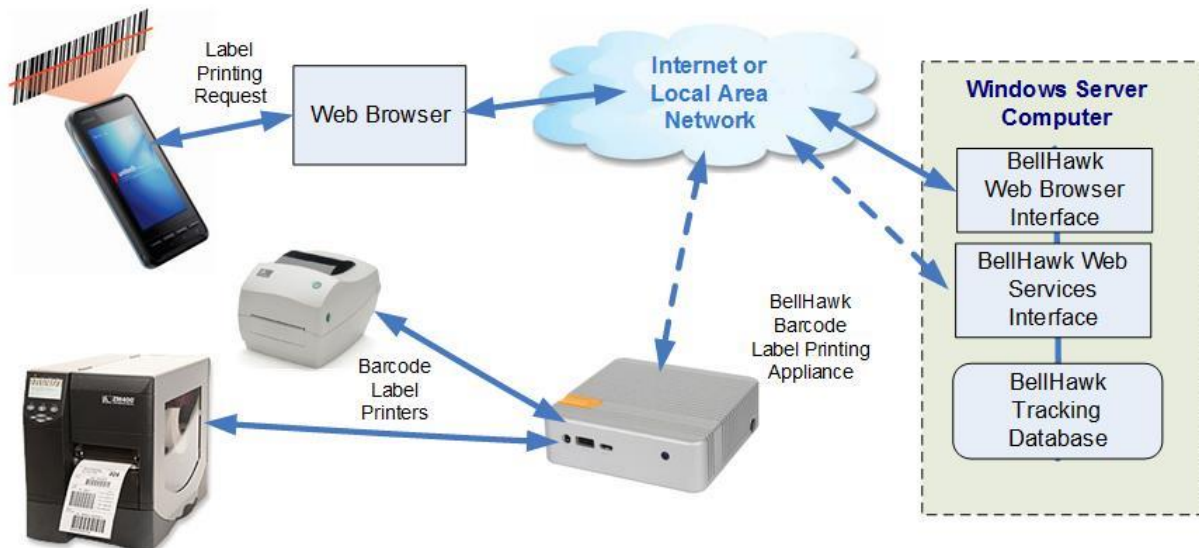 Label
Printing
Request
Web Browser
Internet or
Local Area
Network
Windows Server
Computer
BellHawk
Web Browser
Interface
BellHawk Web
Services
Interface
BellHawk
Tracking
Database
BellHawk
Barcode
Label Printing
Appliance
Barcode
Label
Printers
ZM400